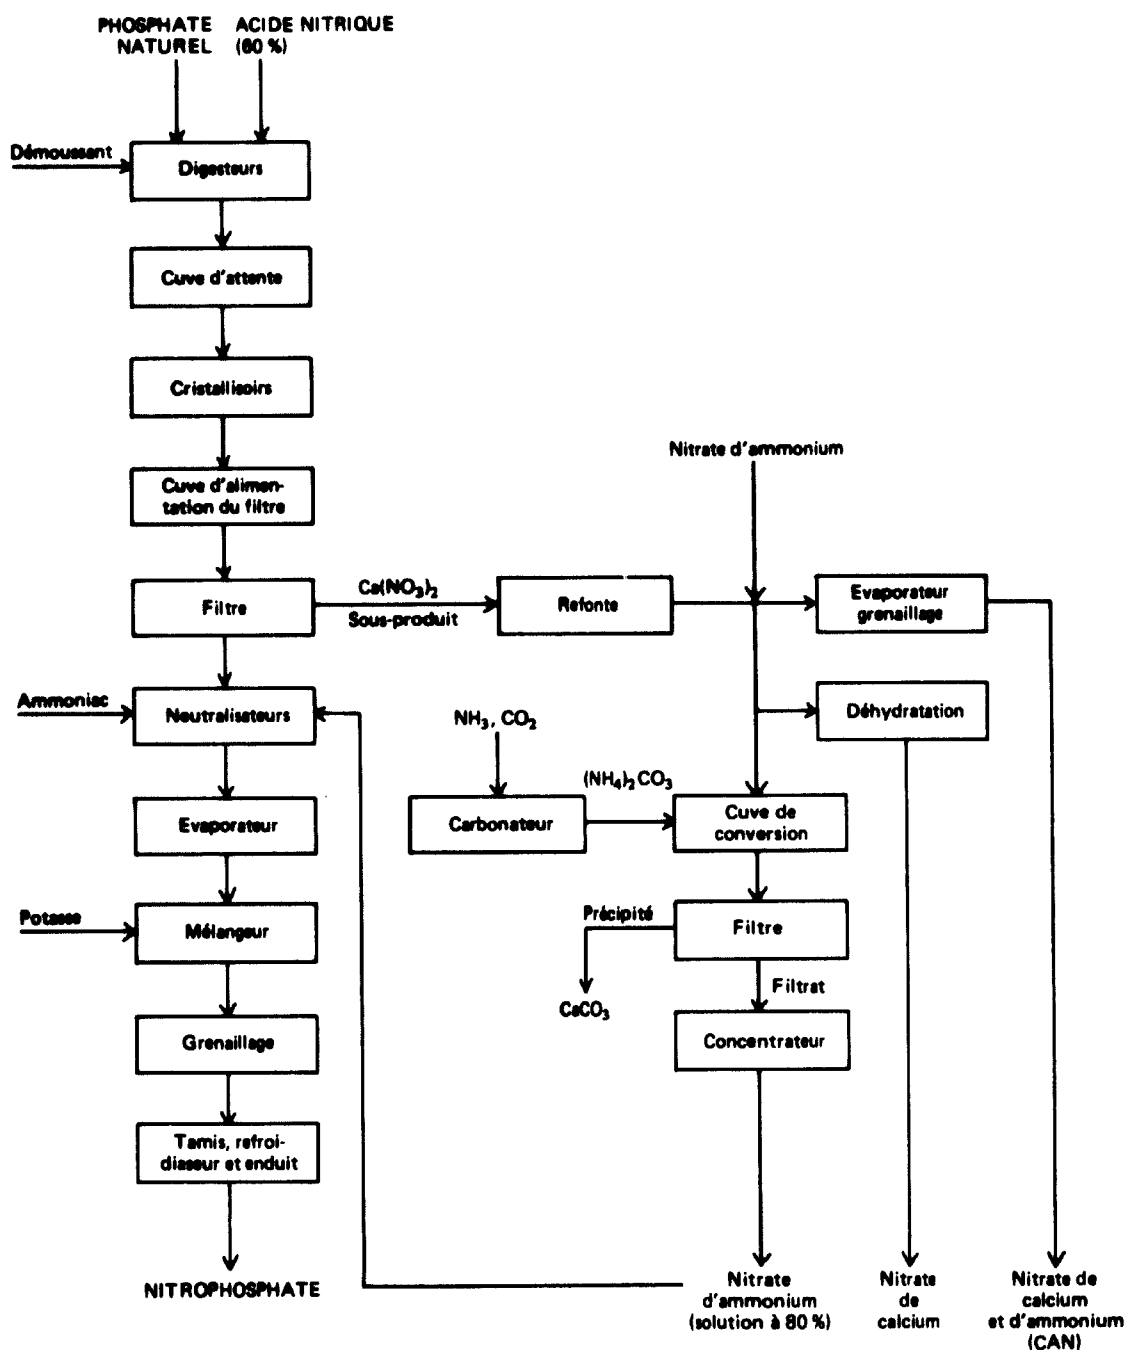 PHOSPHATE
NATUREL
ACIDE NITRIQUE
(60 %)
Démoussant
Digesteurs
Cuve d'attente
Cristallisoirs
Cuve d'alimen-
tation du filtre
Nitrate d'ammonium
Filtre
Ca(NO3)2
Sous-produit
Refonte
Evaporateur
grenaillage
Ammoniac
Neutralisateurs
Déhydratation
NH3, CO2
(NH4)2 CO3
Evaporateur
Carbonateur
Cuve de
conversion
Potasse
Mélangeur
Précipité
Filtre
Filtrat
CaCO3
Grenaillage
Concentrateur
Tamis, refroi-
disseur et enduit
NITROPHOSPHATE
Nitrate
d'ammonium
(solution à 80 %)
Nitrate
de
calcium
Nitrate de
calcium
et d'ammonium
(CAN)